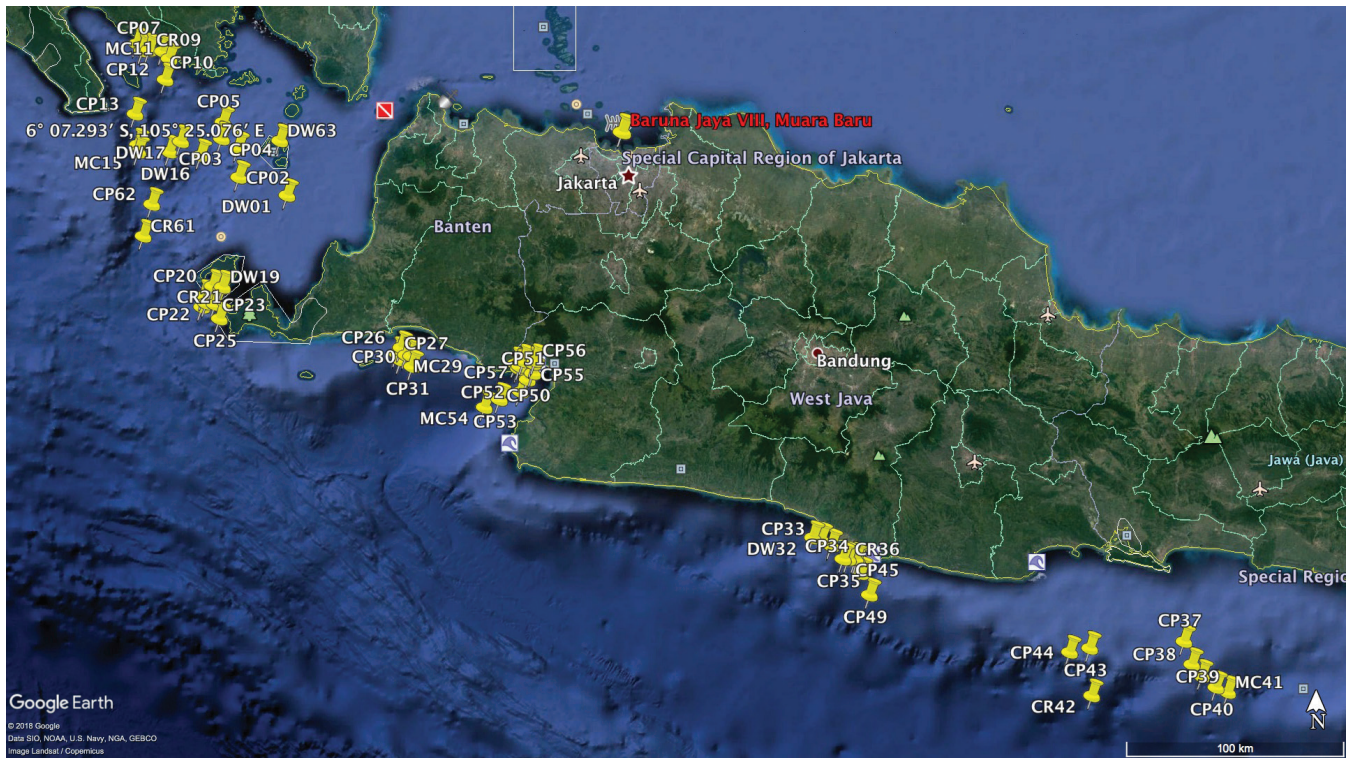 CP07
CR09
MC11
CP10
CP12
CP13
CP05
6° 07.293′ S, 105° 25.076′ E
DW63
Baruna Jaya VIII, Muara Baru
DW17
CP04
MC15
CP03
DW16
CP02
Special Capital Region of Jakarta
Jakarta
CP62
DW01
CR61
Banten
CP20
DW19
CR21
CP23
CP22
CP25
CP26
CP27
CP30
MC29
CP31
CP56
CP51
CP57
CP55
CP52
CP50
MC54
CP53
Bandung
West Java
Jawa (Java)
CP33
DW32
CP34
CR36
CP45
CP35
CP49
Special Regio
CP37
CP44
CP38
CP43
CP39
MC41
CR42
CP40
N
Google Earth
© 2018 Google
Data SIO, NOAA, U.S. Navy, NGA, GEBCO
Image Landsat / Copernicus
100 km